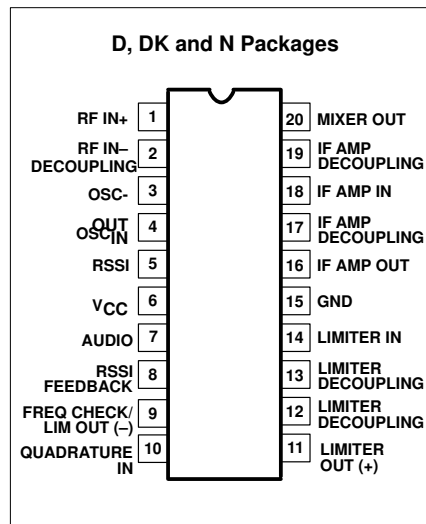 D, DK and N Packages
RF IN+ 1
RF IN–
DECOUPLING 2
OSC- 3
OUT
OSC
IN 4
RSSI 5
VCC 6
AUDIO 7
RSSI
FEEDBACK 8
FREQ CHECK/
LIM OUT (–) 9
QUADRATURE
IN 10
20 MIXER OUT
19 IF AMP
DECOUPLING
18 IF AMP IN
17 IF AMP
DECOUPLING
16 IF AMP OUT
15 GND
14 LIMITER IN
13 LIMITER
DECOUPLING
12 LIMITER
DECOUPLING
11 LIMITER
OUT (+)